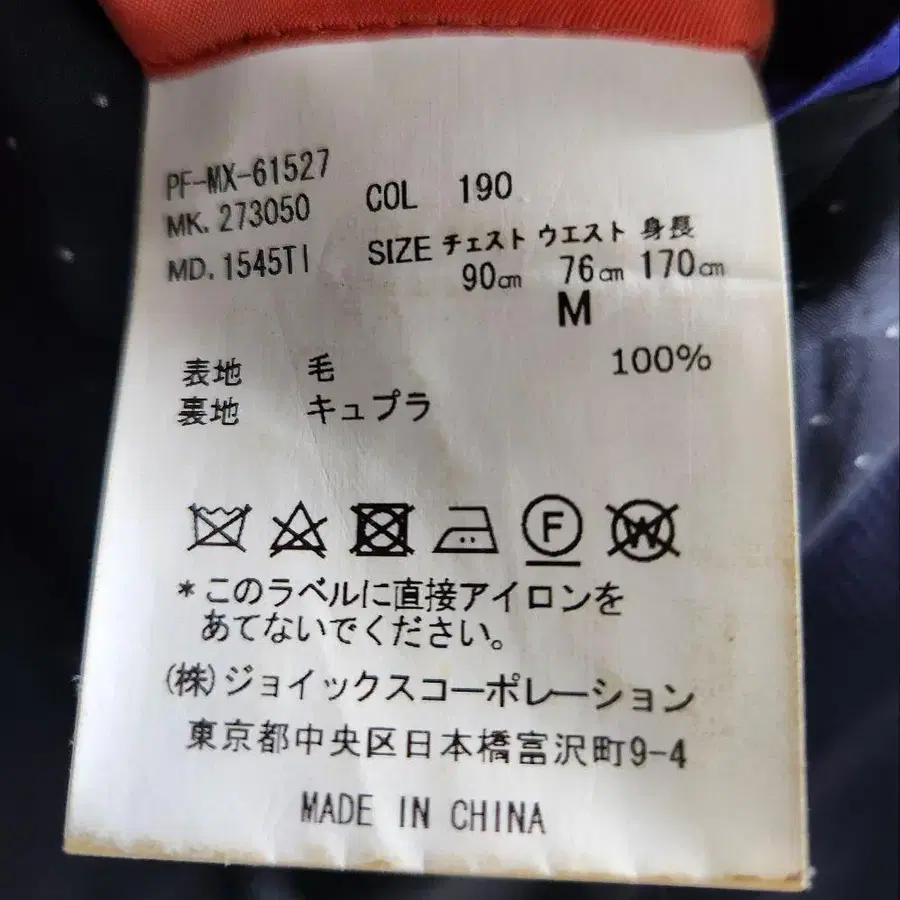 PF-MX-61527
MK. 273050 COL 190
MD. 1545TI SIZE チェスト ウエスト 身長
90㎝ 76㎝ 170㎝
M
表地 毛 100%
裏地 キュプラ
F W
*このラベルに直接アイロンを
あてないでください。
(株)ジョイックスコーポレーション
東京都中央区日本橋富沢町9-4
MADE IN CHINA